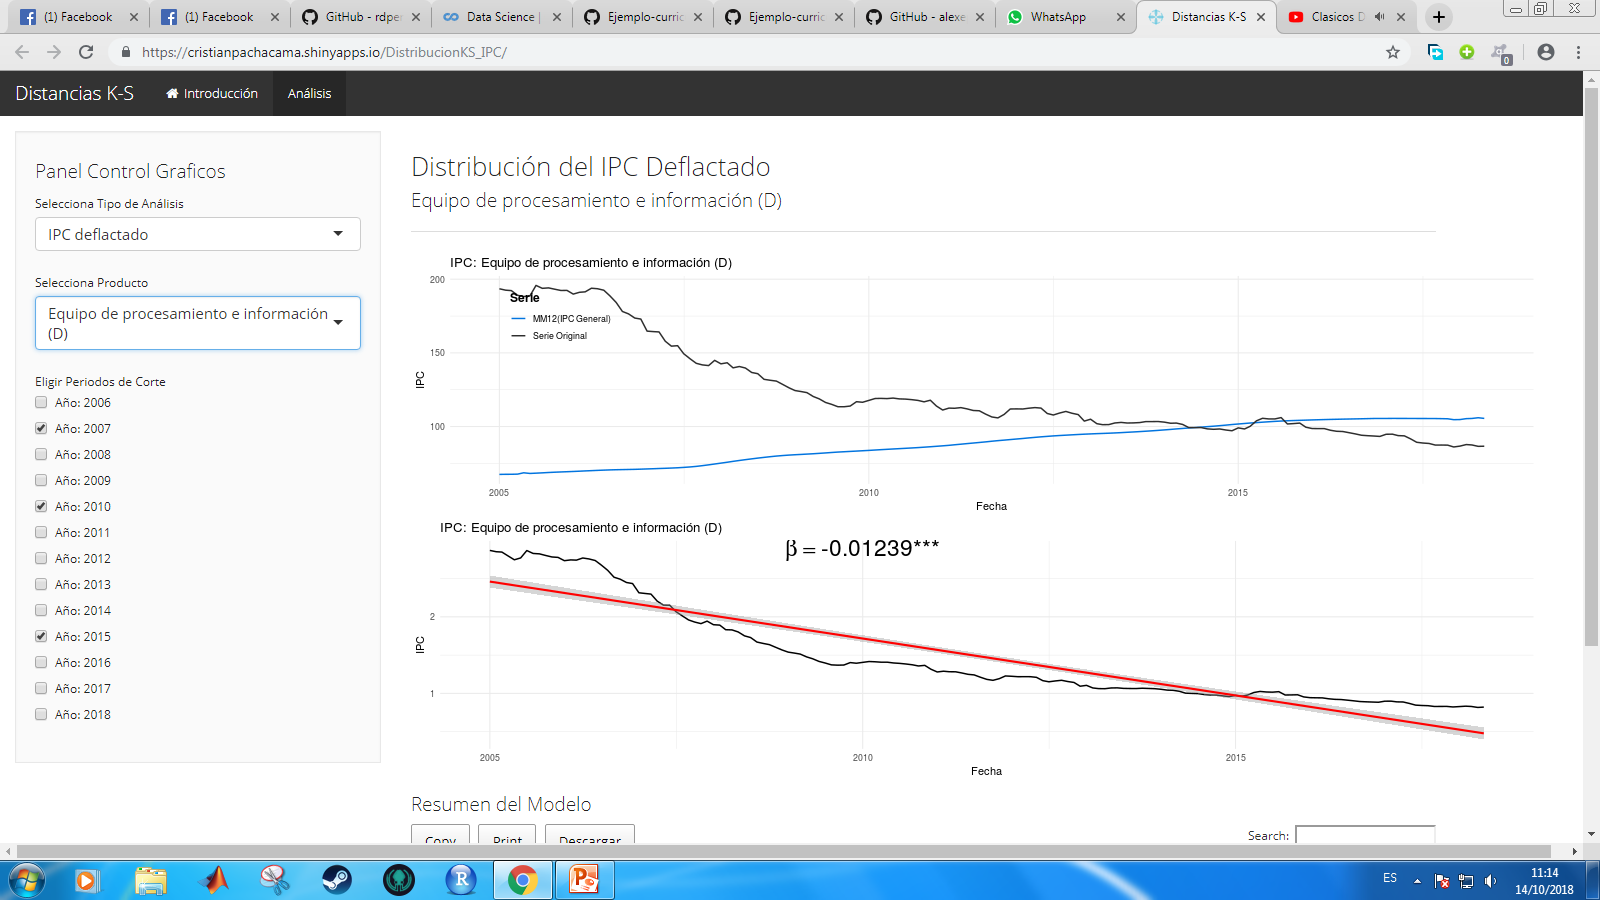 (1) Facebook
(1) Facebook
GitHub - rdpe
Data Science |
Ejemplo-curric
Ejemplo-curric
GitHub - alexe
WhatsApp
Distancias K-S
Clasicos D
https://cristianpachacama.shinyapps.io/DistribucionKS_IPC/
0
Distancias K-S
Introducción
Análisis
Panel Control Graficos
Selecciona Tipo de Análisis
IPC deflactado
Selecciona Producto
Equipo de procesamiento e información
(D)
Eligir Periodos de Corte
Año: 2006
Año: 2007
Año: 2008
Año: 2009
Año: 2010
Año: 2011
Año: 2012
Año: 2013
Año: 2014
Año: 2015
Año: 2016
Año: 2017
Año: 2018
Distribución del IPC Deflactado
Equipo de procesamiento e información (D)
IPC: Equipo de procesamiento e información (D)
200
150
100
IPC
Serie
MM12(IPC General)
Serie Original
2005
2010
2015
Fecha
IPC: Equipo de procesamiento e información (D)
β = -0.01239***
2
1
IPC
2005
2010
2015
Fecha
Resumen del Modelo
Copy
Print
Descargar
Search:
ES
11:14
14/10/2018